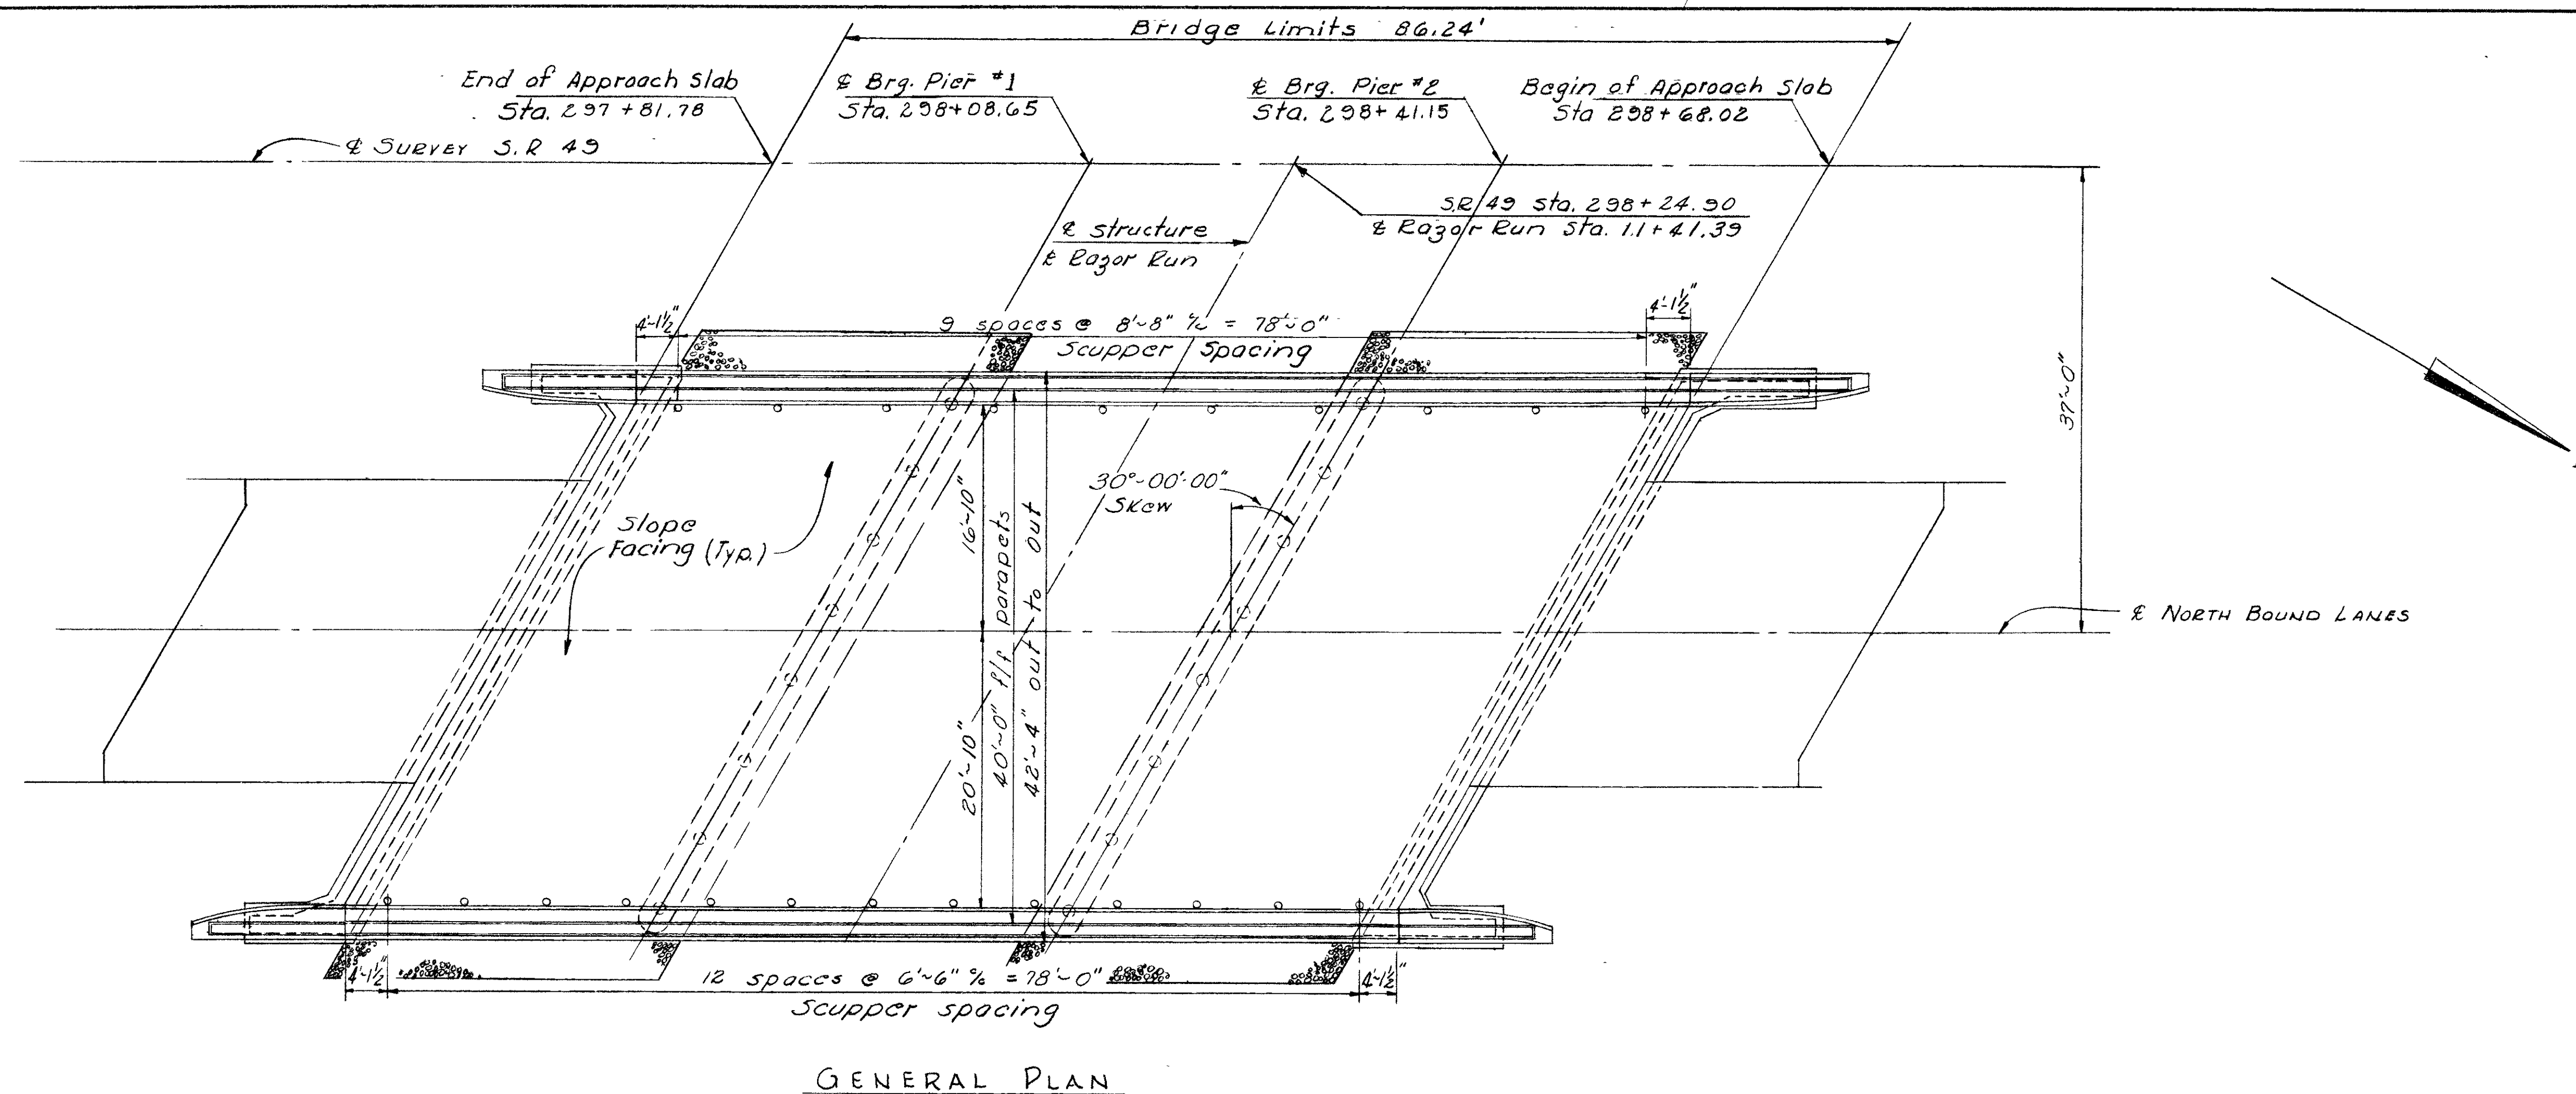 Bridge Limits 86.24'
End of Approach Slab
Sta. 297+81.78
℄ Brg. Pier #1
Sta. 298+08.65
℄ Brg. Pier #2
Sta. 298+41.15
Begin of Approach Slab
Sta 298+68.02
℄ SURVEY S.R 49
S.R 49 Sta. 298+24.90
℄ Razor Run Sta. 11+41.39
℄ Structure
℄ Razor Run
4'-1½"
9 spaces @ 8'~8" % = 78'~0"
Scupper Spacing
4'-1½"
37'~0"
30°~00'-00"
Skew
16'~10"
40'~0" f/f parapets
42'~4" out to out
20'~10"
Slope
Facing (Typ.)
℄ NORTH BOUND LANES
4'-1½"
12 spaces @ 6'~6" % = 78'~0"
Scupper spacing
4'-1½"
GENERAL PLAN